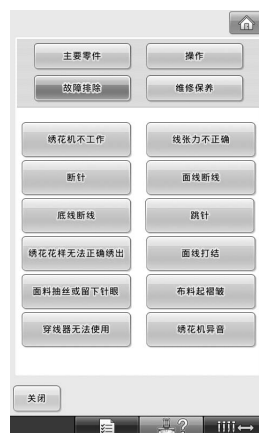 主要零件
操作
故障排除
维修保养
绣花机不工作
线张力不正确
断针
面线断线
底线断线
跳针
绣花花样无法正确绣出
面线打结
面料抽丝或留下针眼
布料起褶皱
穿线器无法使用
绣花机异音
关闭
?